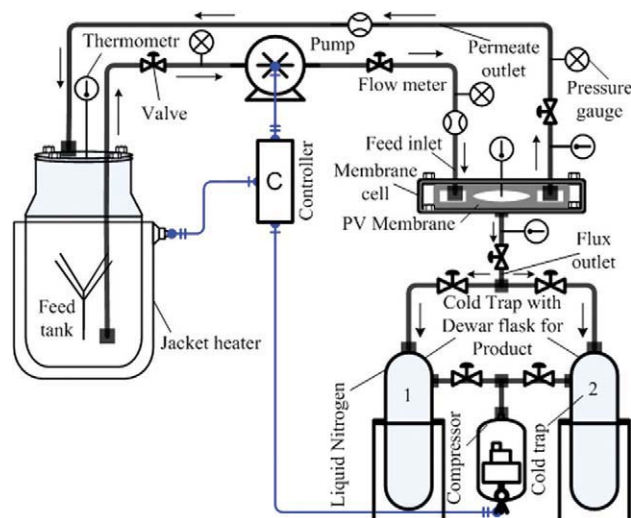 Thermometr
Pump
Permeate
outlet
Valve
Flow meter
Pressure
gauge
Feed inlet
Membrane
cell
PV Membrane
C
Controller
Flux
outlet
Feed
tank
Jacket heater
Cold Trap with
Dewar flask for
Product
1
2
Liquid Nitrogen
Compressor
Cold trap